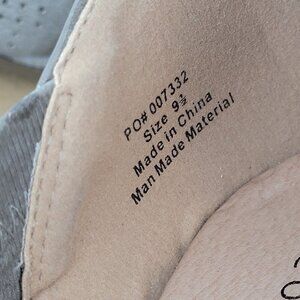 PO# 007332
Size 9½
Made in China
Man Made Material